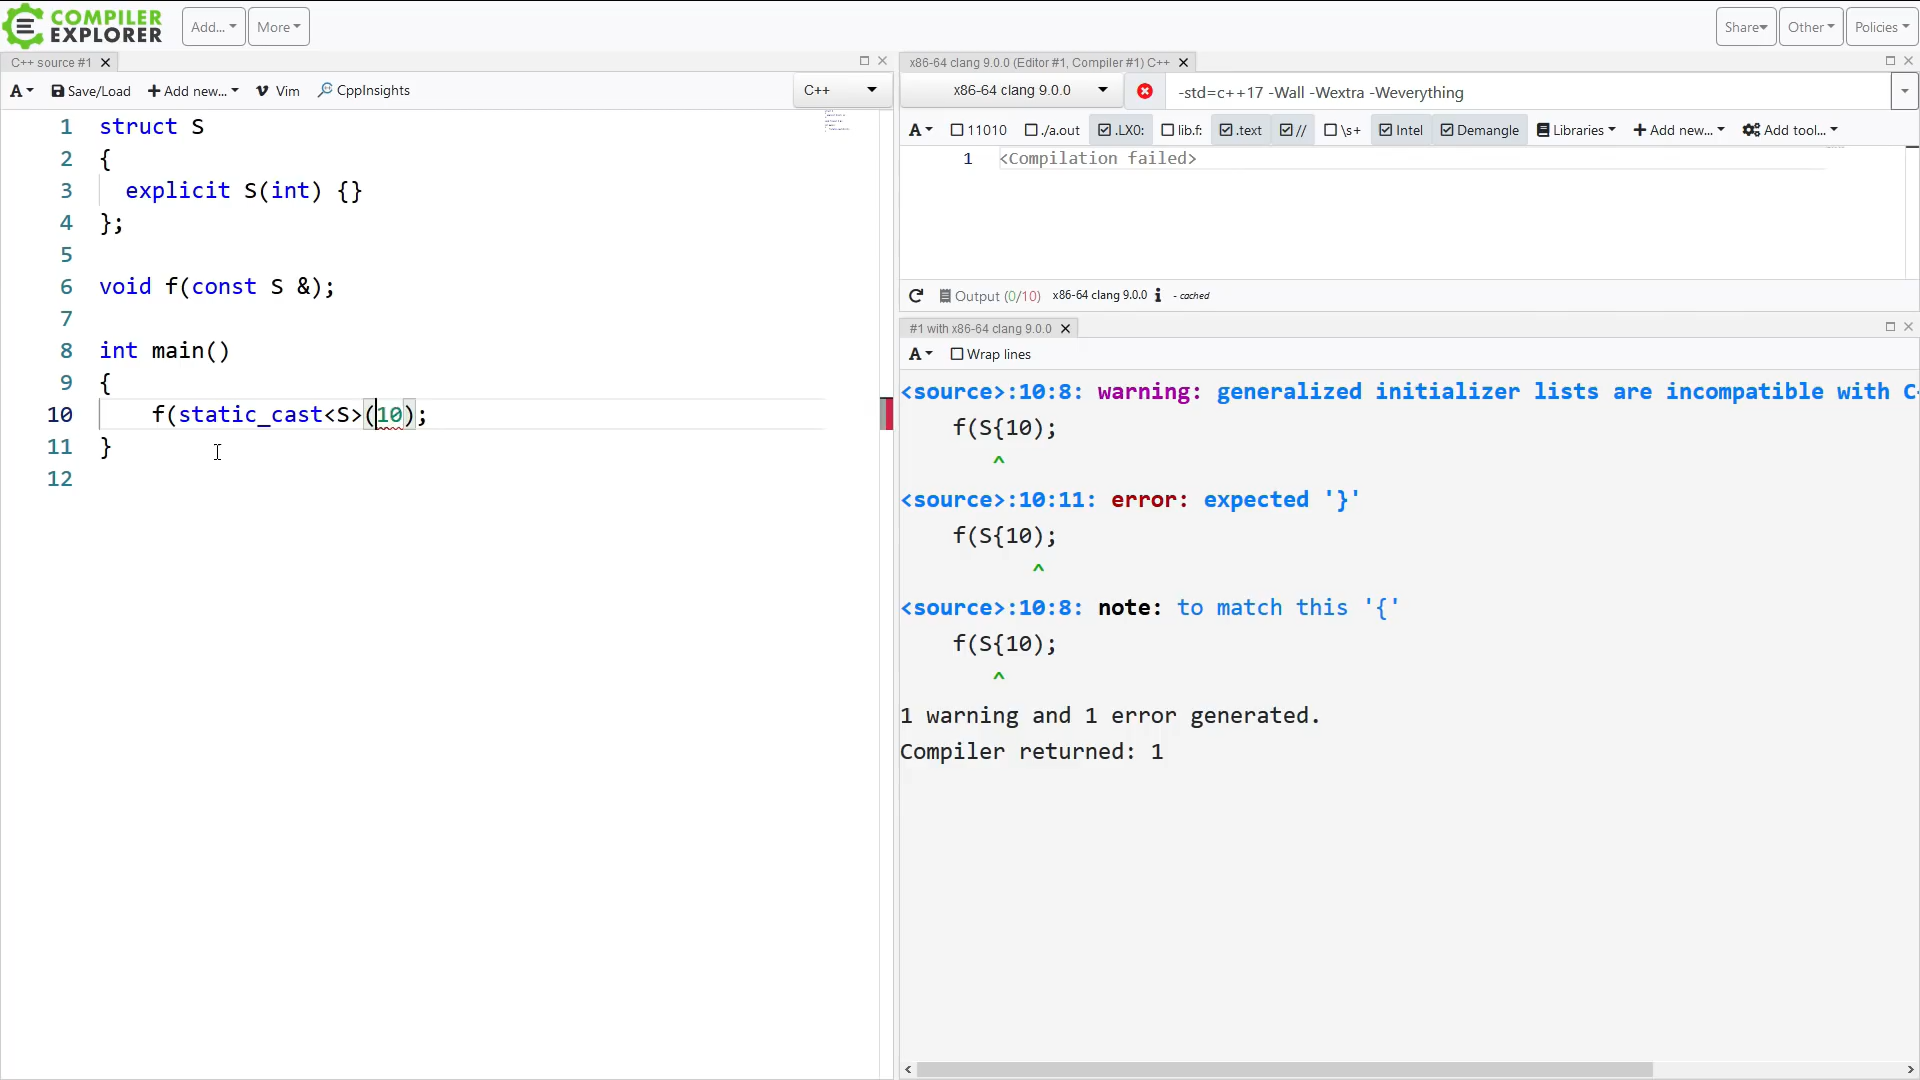 COMPILER
EXPLORER
Add...
More
Share
Other
Policies
C++ source #1
A
Save/Load
+ Add new...
Vim
CppInsights
C++
1 struct S
2 {
3   explicit S(int) {}
4 };
5
6 void f(const S &);
7
8 int main()
9 {
10     f(static_cast<S>(10);
11 }
12
x86-64 clang 9.0.0 (Editor #1, Compiler #1) C++
x86-64 clang 9.0.0
-std=c++17 -Wall -Wextra -Weverything
A
11010
./a.out
.LX0:
lib.f:
.text
//
\s+
Intel
Demangle
Libraries
+ Add new...
Add tool...
1 <Compilation failed>
Output (0/10) x86-64 clang 9.0.0 i - cached
#1 with x86-64 clang 9.0.0
A
Wrap lines
<source>:10:8: warning: generalized initializer lists are incompatible with C
    f(S{10);
       ^
<source>:10:11: error: expected '}'
    f(S{10);
          ^
<source>:10:8: note: to match this '{'
    f(S{10);
       ^
1 warning and 1 error generated.
Compiler returned: 1